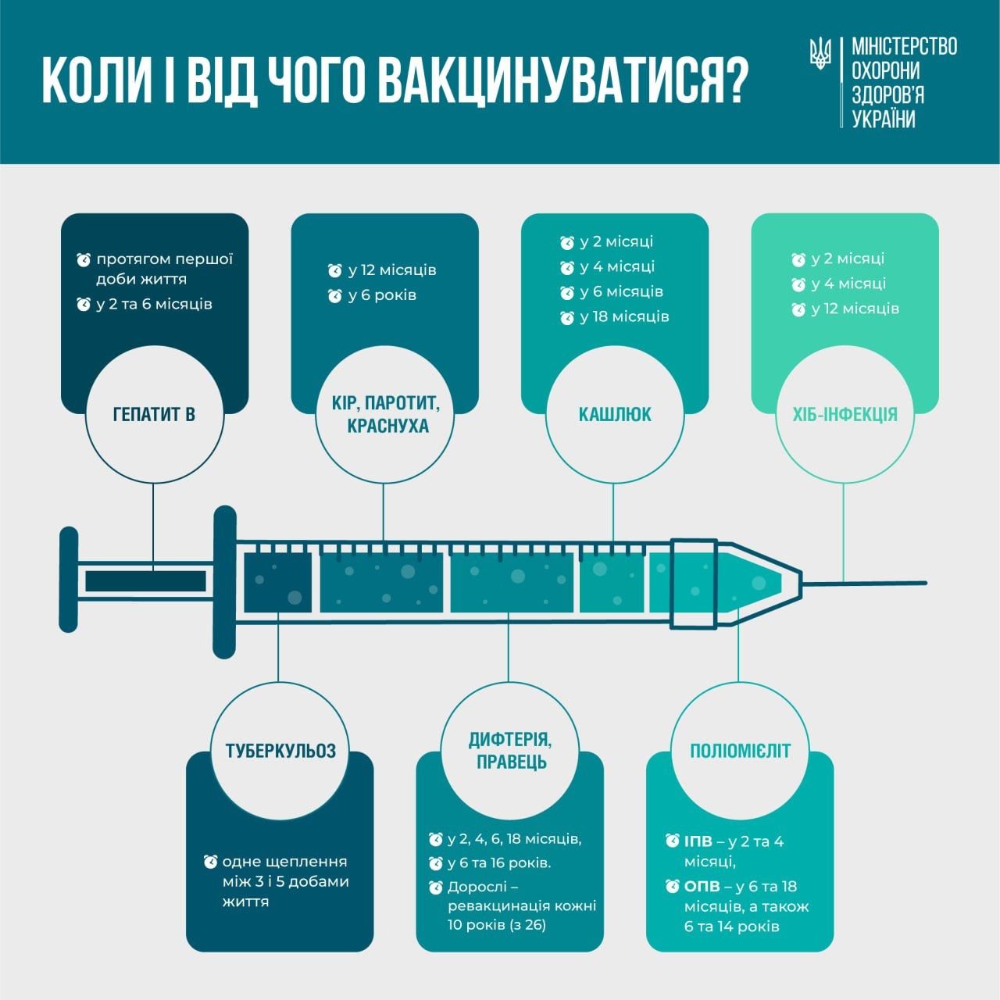 КОЛИ І ВІД ЧОГО ВАКЦИНУВАТИСЯ?
МІНІСТЕРСТВО
ОХОРОНИ
ЗДОРОВ'Я
УКРАЇНИ
протягом першої
доби життя
у 2 та 6 місяців
ГЕПАТИТ В
у 12 місяців
у 6 років
КІР, ПАРОТИТ,
КРАСНУХА
у 2 місяці
у 4 місяці
у 6 місяців
у 18 місяців
КАШЛЮК
у 2 місяці
у 4 місяці
у 12 місяців
ХІБ-ІНФЕКЦІЯ
ТУБЕРКУЛЬОЗ
одне щеплення
між 3 і 5 добами
життя
ДИФТЕРІЯ,
ПРАВЕЦЬ
у 2, 4, 6, 18 місяців,
у 6 та 16 років.
Дорослі –
ревакцинація кожні
10 років (з 26)
ПОЛІОМІЄЛІТ
ІПВ – у 2 та 4
місяці,
ОПВ – у 6 та 18
місяців, а також
6 та 14 років